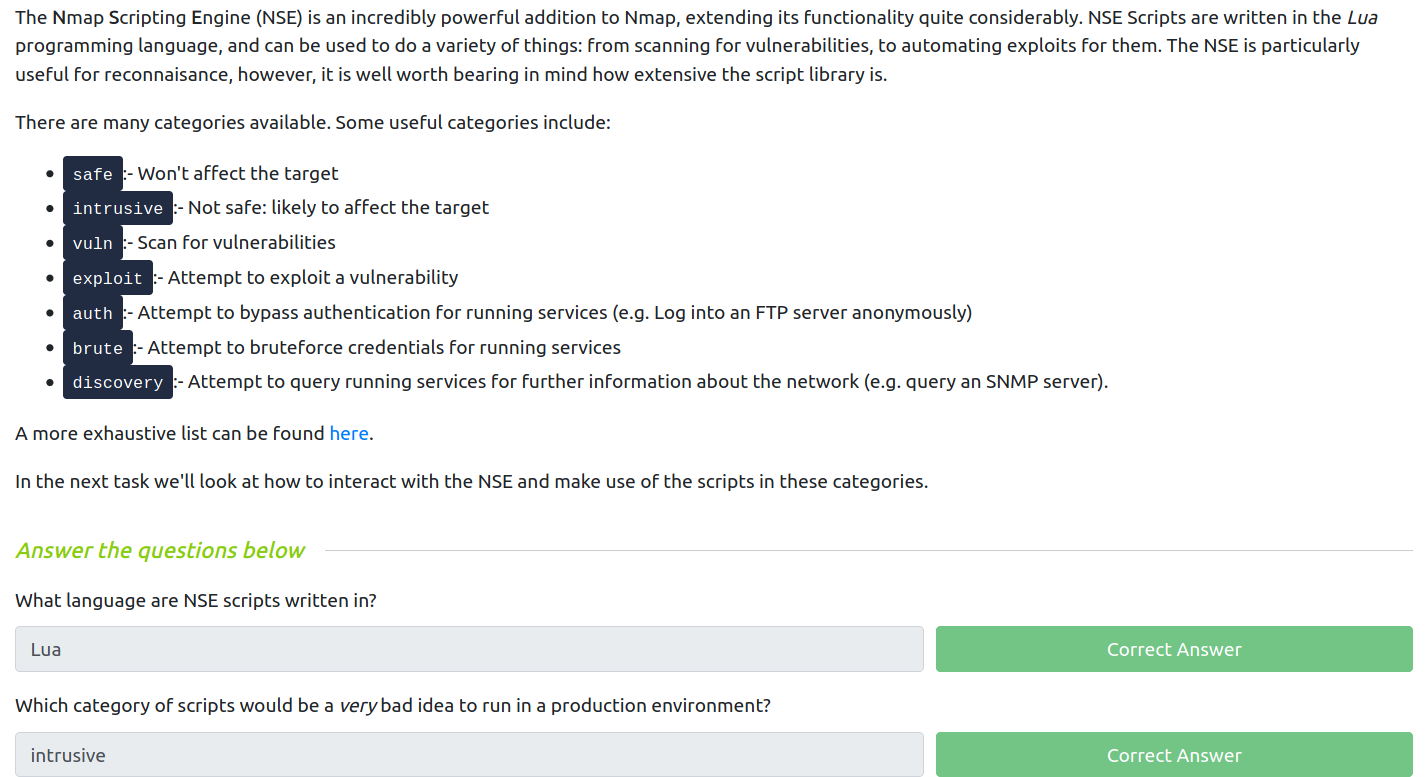 The Nmap Scripting Engine (NSE) is an incredibly powerful addition to Nmap, extending its functionality quite considerably. NSE Scripts are written in the Lua
programming language, and can be used to do a variety of things: from scanning for vulnerabilities, to automating exploits for them. The NSE is particularly
useful for reconnaisance, however, it is well worth bearing in mind how extensive the script library is.
There are many categories available. Some useful categories include:
• safe :- Won't affect the target
• intrusive :- Not safe: likely to affect the target
• vuln :- Scan for vulnerabilities
• exploit :- Attempt to exploit a vulnerability
• auth :- Attempt to bypass authentication for running services (e.g. Log into an FTP server anonymously)
• brute :- Attempt to bruteforce credentials for running services
• discovery :- Attempt to query running services for further information about the network (e.g. query an SNMP server).
A more exhaustive list can be found here.
In the next task we'll look at how to interact with the NSE and make use of the scripts in these categories.
Answer the questions below
What language are NSE scripts written in?
Lua
Correct Answer
Which category of scripts would be a very bad idea to run in a production environment?
intrusive
Correct Answer